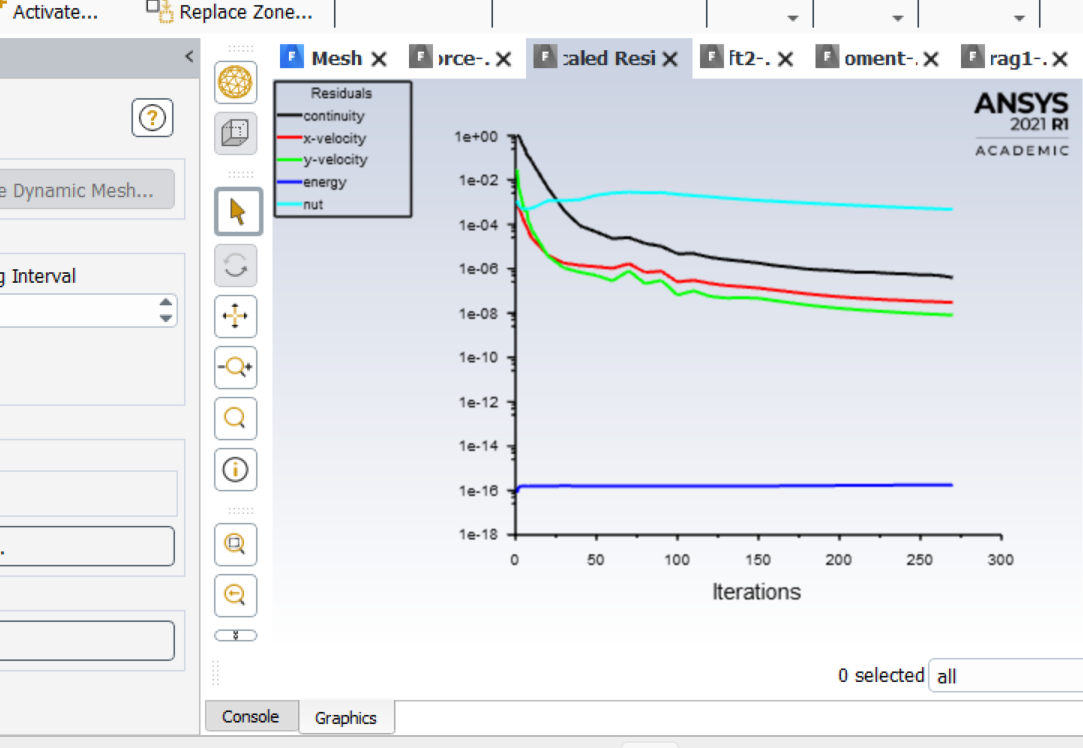 Activate...
Replace Zone...
Mesh
orce-.
caled Resi
ft2-.
oment-.
rag1-.
Residuals
continuity
x-velocity
y-velocity
energy
nut
ANSYS
2021 R1
ACADEMIC
e Dynamic Mesh...
g Interval
1e+00
1e-02
1e-04
1e-06
1e-08
1e-10
1e-12
1e-14
1e-16
1e-18
0 50 100 150 200 250 300
Iterations
0 selected all
Console Graphics